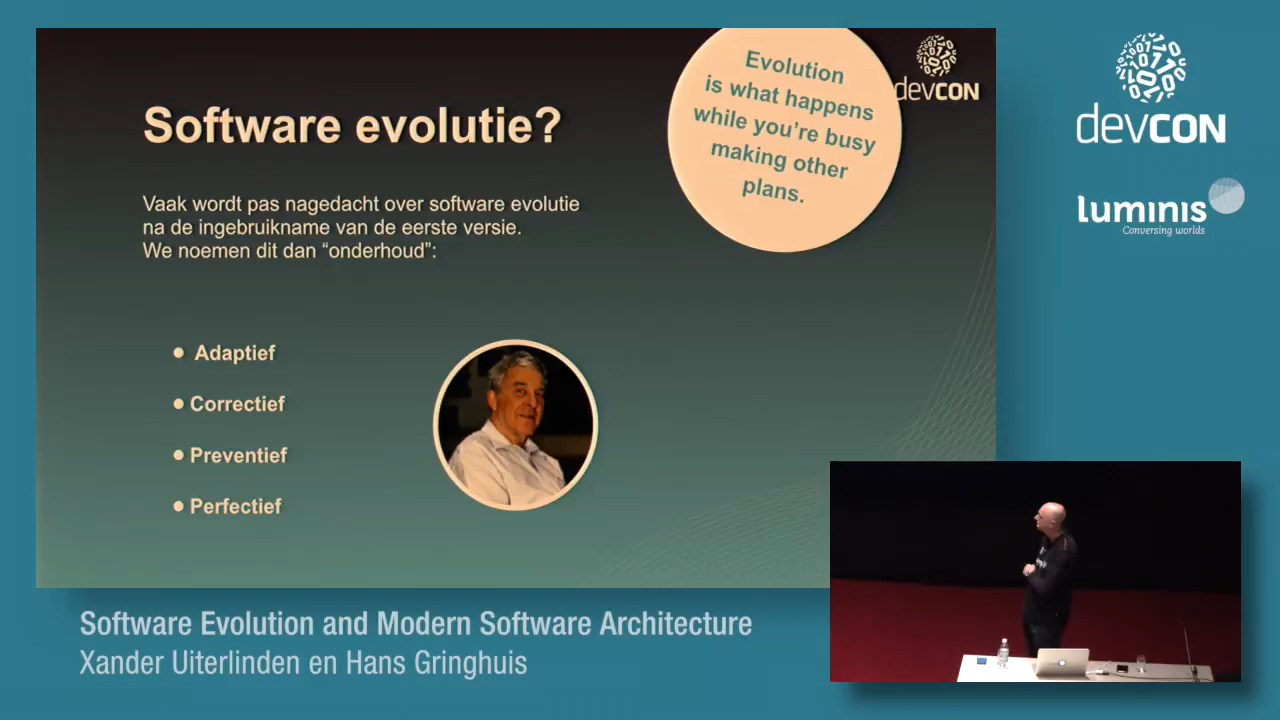 Software evolutie?
Evolution
is what happens
while you're busy
making other
plans.
devcon
Vaak wordt pas nagedacht over software evolutie
na de ingebruikname van de eerste versie.
We noemen dit dan “onderhoud”:
• Adaptief
• Correctief
• Preventief
• Perfectief
devcon
luminis
Conversing worlds
Software Evolution and Modern Software Architecture
Xander Uiterlinden en Hans Gringhuis